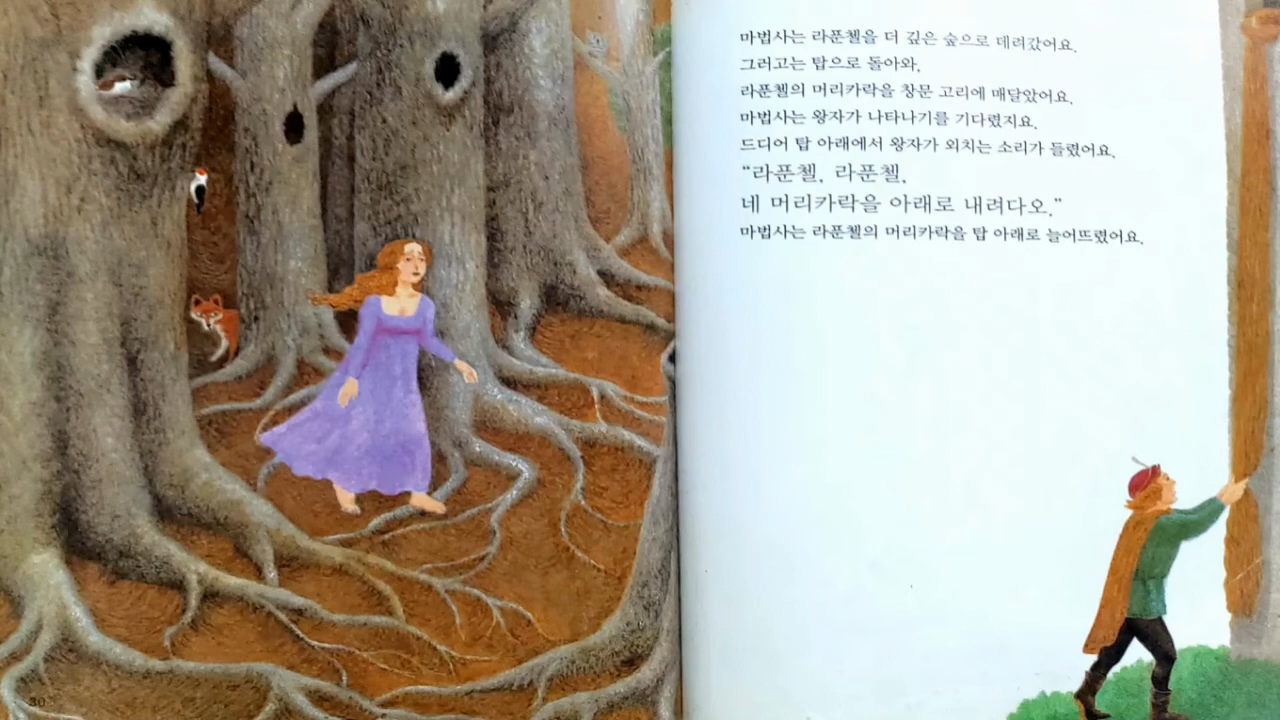 마법사는 라푼첼을 더 깊은 숲으로 데려갔어요.
그러고는 탑으로 돌아와,
라푼첼의 머리카락을 창문 고리에 매달았어요.
마법사는 왕자가 나타나기를 기다렸지요.
드디어 탑 아래에서 왕자가 외치는 소리가 들렸어요.
“라푼첼, 라푼첼,
네 머리카락을 아래로 내려다오.”
마법사는 라푼첼의 머리카락을 탑 아래로 늘어뜨렸어요.
30